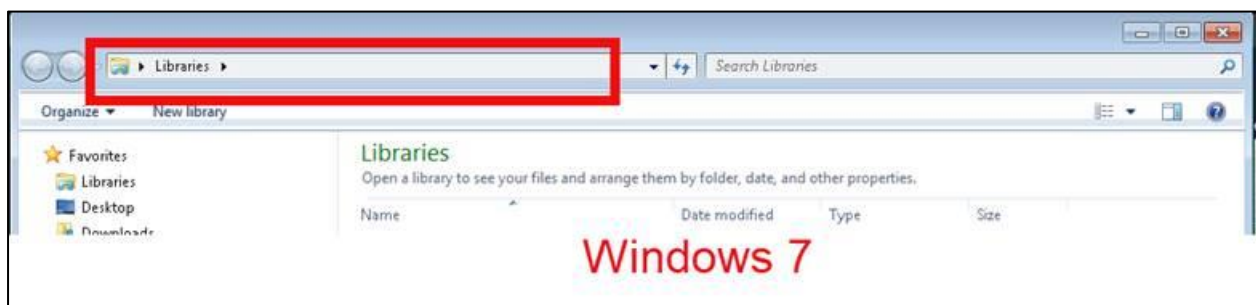 Libraries
Search Libraries
Organize New library
Favorites
Libraries
Desktop
Downloads
Libraries
Open a library to see your files and arrange them by folder, date, and other properties.
Name Date modified Type Size
Windows 7